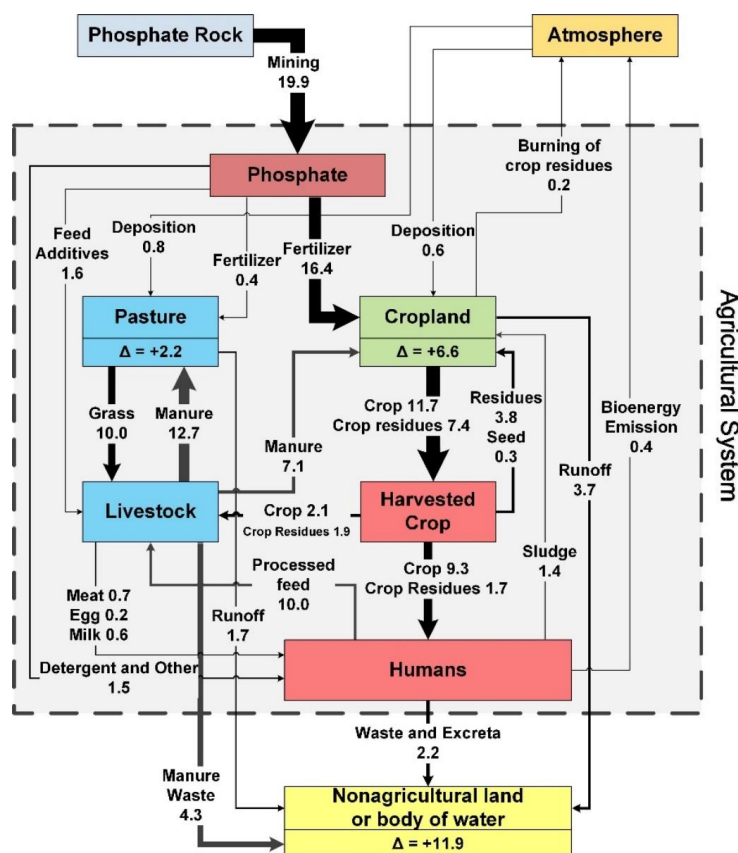 Phosphate Rock
Atmosphere
Mining
19.9
Burning of
crop residues
0.2
Phosphate
Feed
Additives
1.6
Deposition
0.8
Fertilizer
0.4
Fertilizer
16.4
Deposition
0.6
Pasture
Δ = +2.2
Cropland
Δ = +6.6
Agricultural System
Grass
10.0
Manure
12.7
Manure
7.1
Crop 11.7
Crop residues 7.4
Residues
3.8
Seed
0.3
Bioenergy
Emission
0.4
Runoff
3.7
Livestock
Crop 2.1
Crop Residues 1.9
Harvested
Crop
Sludge
1.4
Meat 0.7
Egg 0.2
Milk 0.6
Processed
feed
10.0
Crop 9.3
Crop Residues 1.7
Runoff
1.7
Detergent and Other
1.5
Humans
Waste and Excreta
2.2
Manure
Waste
4.3
Nonagricultural land
or body of water
Δ = +11.9